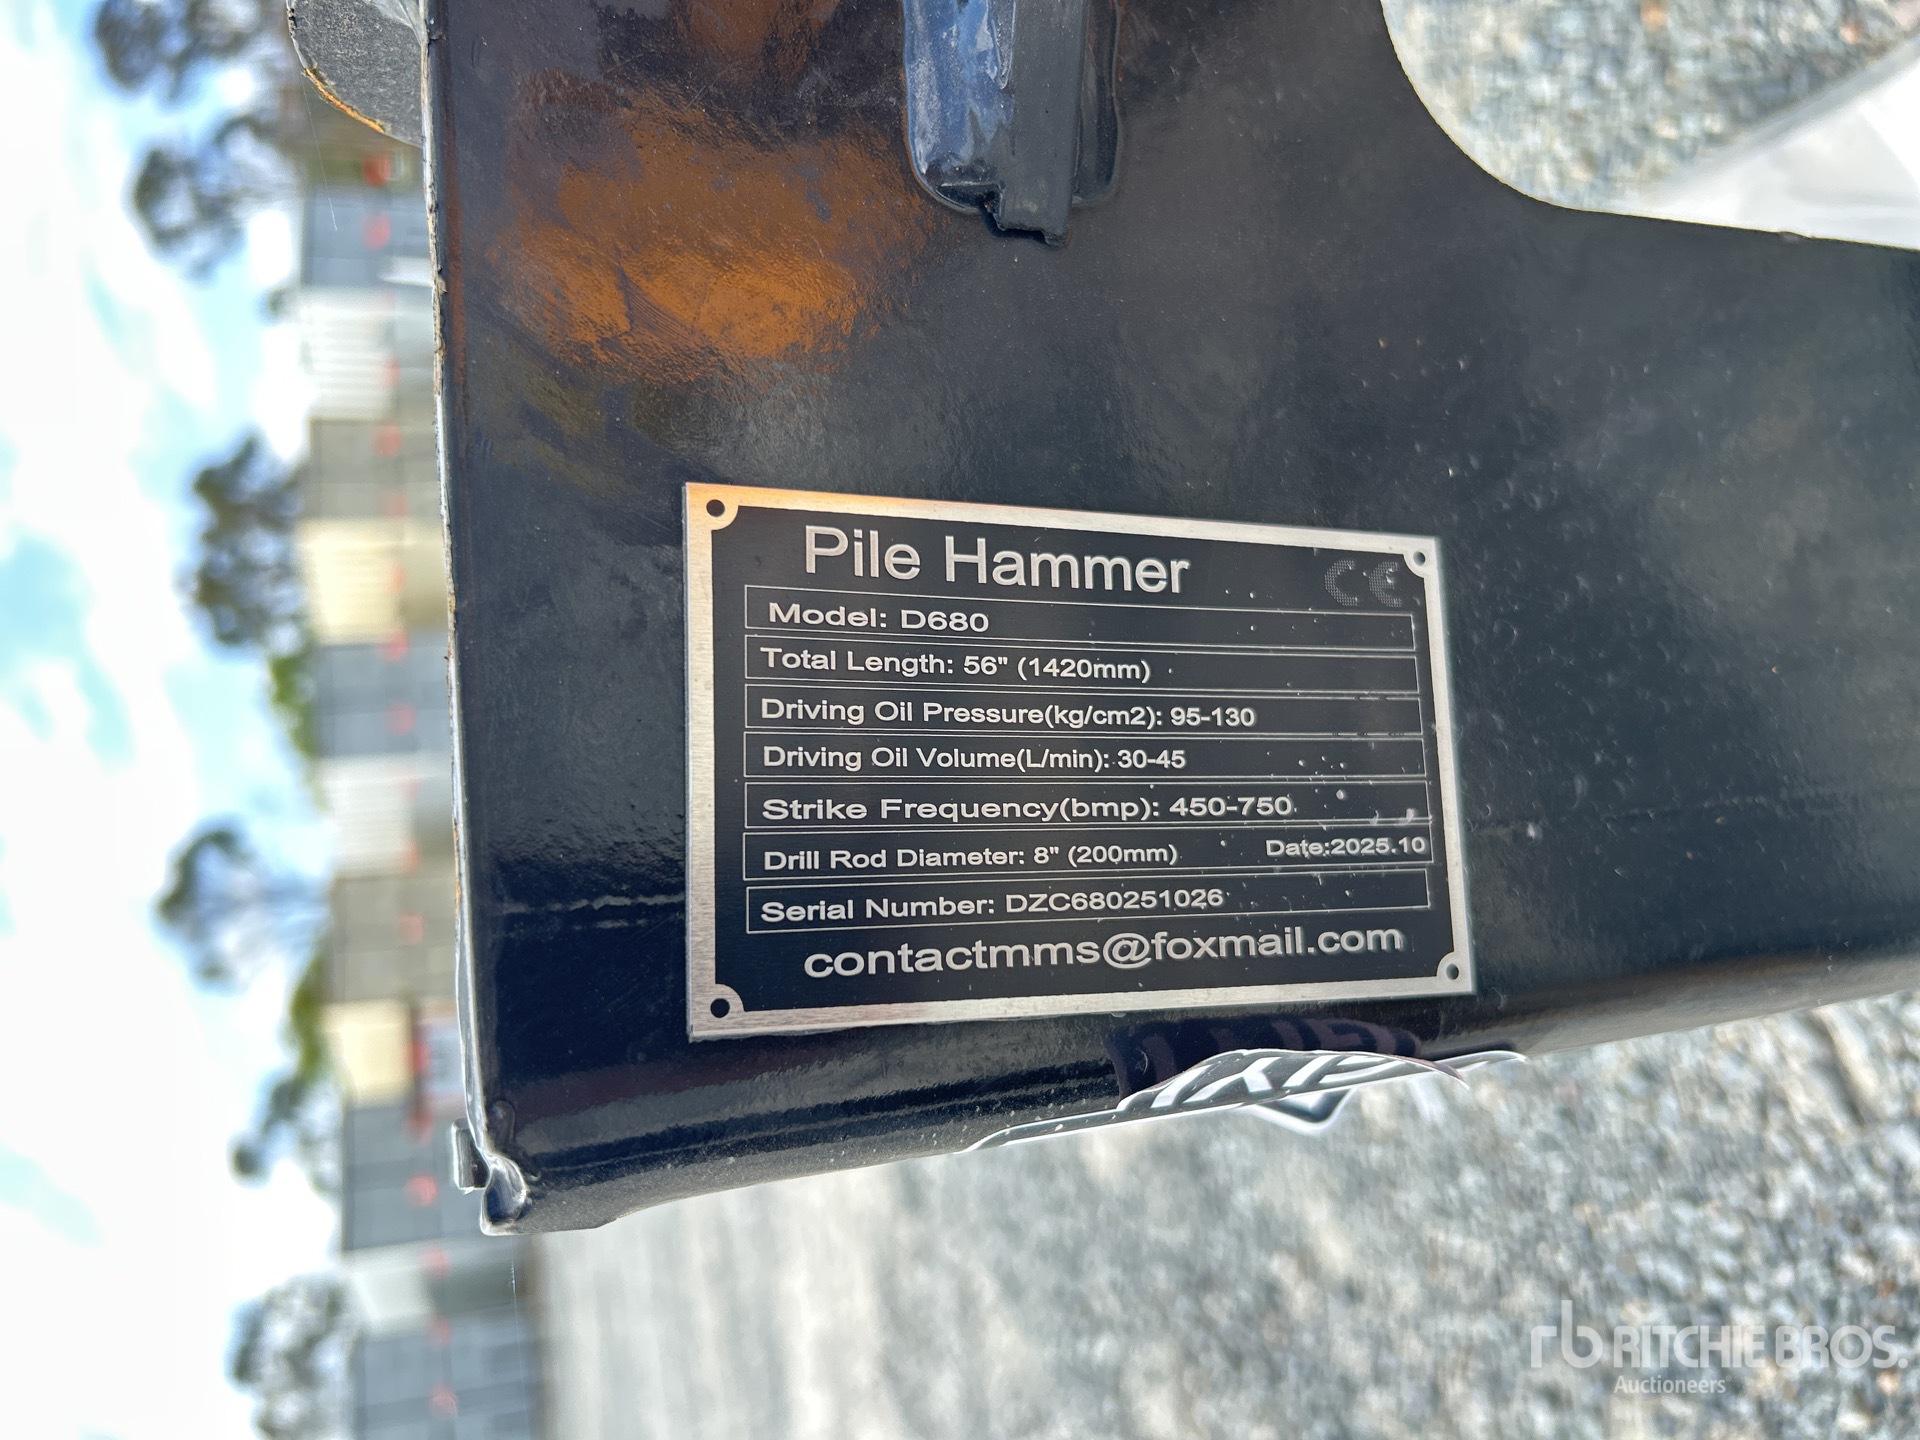 Pile Hammer
CE
Model: D680
Total Length: 56" (1420mm)
Driving Oil Pressure(kg/cm2): 95-130
Driving Oil Volume(L/min): 30-45
Strike Frequency(bmp): 450-750
Drill Rod Diameter: 8" (200mm) Date:2025.10
Serial Number: DZC680251026
contactmms@foxmail.com
rb RITCHIE BROS.
Auctioneers